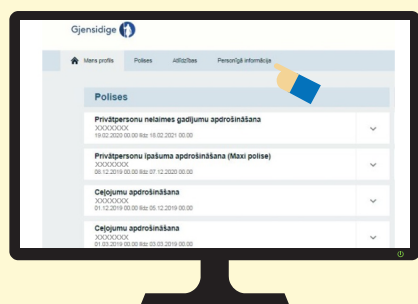 Gjensidige
Mans profils Polises Atlīdzības Personīgā informācija
Polises
Privātpersonu nelaimes gadījumu apdrošināšana
XXXXXXX
19.02.2020 00.00 līdz 18.02.2021 00.00
Privātpersonu īpašuma apdrošināšana (Maxi polise)
XXXXXXX
08.12.2019 00.00 līdz 07.12.2020 00.00
Ceļojumu apdrošināšana
XXXXXXX
01.12.2019 00.00 līdz 05.12.2019 00.00
Ceļojumu apdrošināšana
XXXXXXX
01.03.2019 00.00 līdz 03.03.2019 00.00